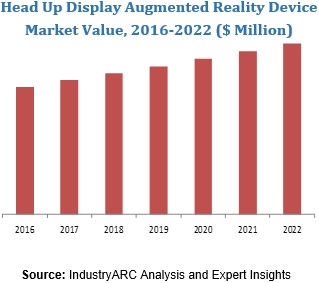 Head Up Display Augmented Reality Device
Market Value, 2016-2022 ($ Million)
2016 2017 2018 2019 2020 2021 2022
Source: IndustryARC Analysis and Expert Insights